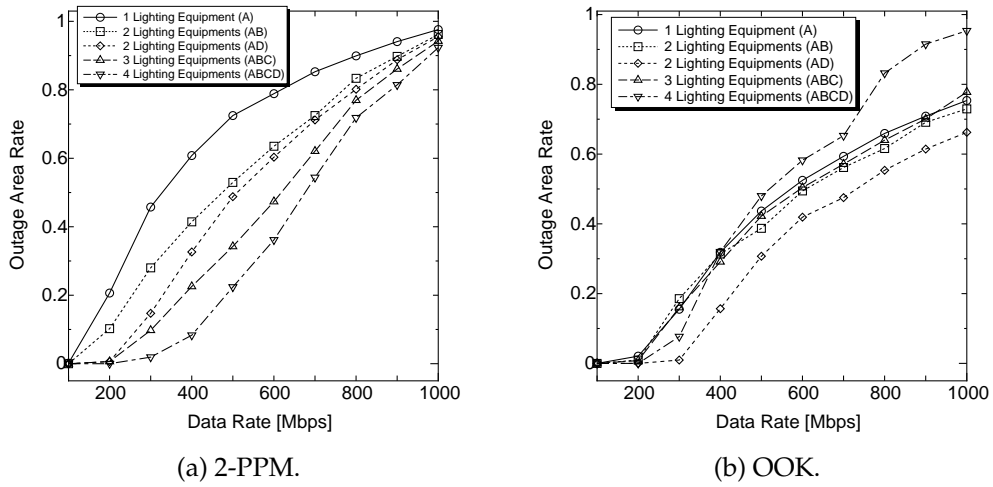 1 Lighting Equipment (A)
2 Lighting Equipments (AB)
2 Lighting Equipments (AD)
3 Lighting Equipments (ABC)
4 Lighting Equipments (ABCD)
1
0.8
0.6
0.4
0.2
0
Outage Area Rate
200 400 600 800 1000
Data Rate [Mbps]
(a) 2-PPM.
1 Lighting Equipment (A)
2 Lighting Equipments (AB)
2 Lighting Equipments (AD)
3 Lighting Equipments (ABC)
4 Lighting Equipments (ABCD)
1
0.8
0.6
0.4
0.2
0
Outage Area Rate
200 400 600 800 1000
Data Rate [Mbps]
(b) OOK.